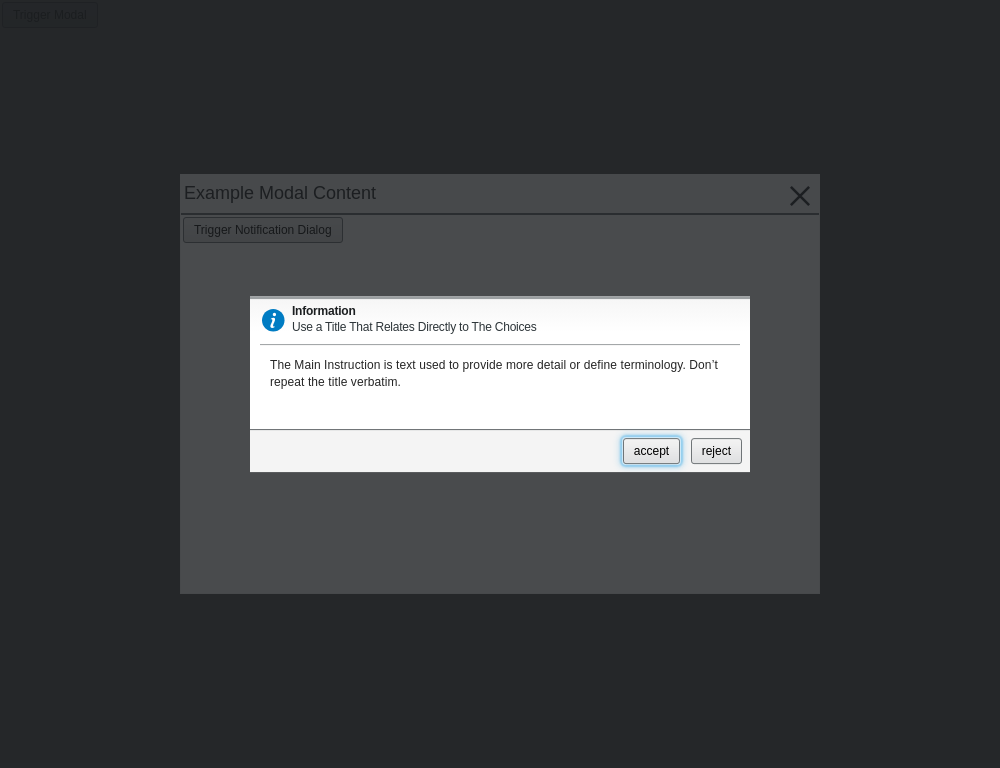 Trigger Modal
Example Modal Content
Trigger Notification Dialog
Information
Use a Title That Relates Directly to The Choices
The Main Instruction is text used to provide more detail or define terminology. Don’t
repeat the title verbatim.
accept
reject